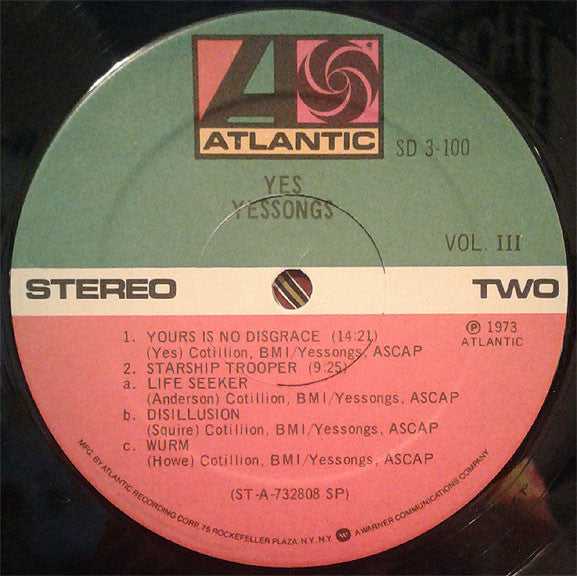 ATLANTIC
SD 3-100
YES
YESSONGS
VOL. III
STEREO
TWO
1. YOURS IS NO DISGRACE (14:21)
(Yes) Cotillion, BMI/Yessongs, ASCAP
2. STARSHIP TROOPER (9:25)
a. LIFE SEEKER
(Anderson) Cotillion, BMI/Yessongs, ASCAP
b. DISILLUSION
(Squire) Cotillion, BMI/Yessongs, ASCAP
c. WURM
(Howe) Cotillion, BMI/Yessongs, ASCAP
℗ 1973
ATLANTIC
(ST-A-732808 SP)
MFG. BY ATLANTIC RECORDING CORP., 75 ROCKEFELLER PLAZA, N.Y. N.Y. W A WARNER COMMUNICATIONS COMPANY